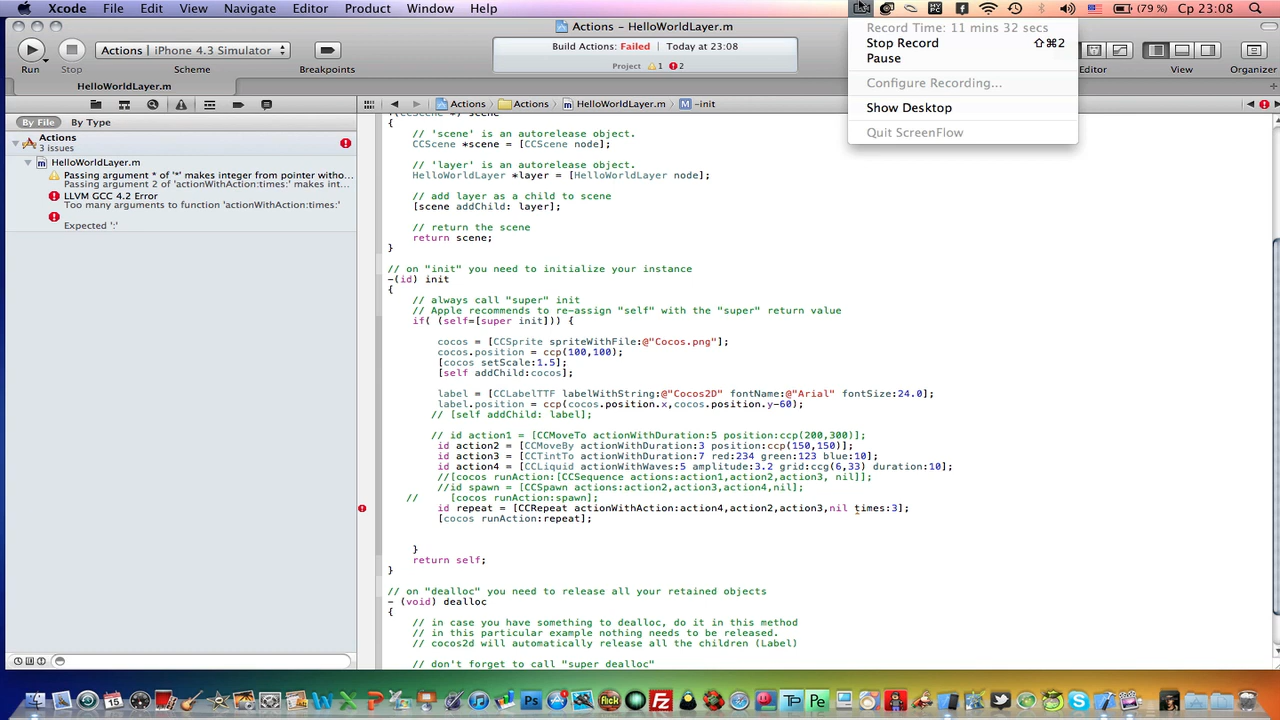 Xcode File Edit View Navigate Editor Product Window Help (79 %) Ср 23:08
Record Time: 11 mins 32 secs
Stop Record ⇧⌘2
Pause
Configure Recording...
Show Desktop
Quit ScreenFlow
Actions – HelloWorldLayer.m
Actions iPhone 4.3 Simulator
Build Actions: Failed Today at 23:08
Project 1 2
Run Stop Scheme Breakpoints Editor View Organizer
HelloWorldLayer.m
Actions Actions HelloWorldLayer.m M -init
By File By Type
Actions
3 issues
HelloWorldLayer.m
Passing argument * of '*' makes integer from pointer witho...
Passing argument 2 of 'actionWithAction:times:' makes int...
LLVM GCC 4.2 Error
Too many arguments to function 'actionWithAction:times:'
Expected ':'
+(CCScene *) scene
{
// 'scene' is an autorelease object.
CCScene *scene = [CCScene node];
// 'layer' is an autorelease object.
HelloWorldLayer *layer = [HelloWorldLayer node];
// add layer as a child to scene
[scene addChild: layer];
// return the scene
return scene;
}
// on "init" you need to initialize your instance
-(id) init
{
// always call "super" init
// Apple recommends to re-assign "self" with the "super" return value
if( (self=[super init])) {
cocos = [CCSprite spriteWithFile:@"Cocos.png"];
cocos.position = ccp(100,100);
[cocos setScale:1.5];
[self addChild:cocos];
label = [CCLabelTTF labelWithString:@"Cocos2D" fontName:@"Arial" fontSize:24.0];
label.position = ccp(cocos.position.x,cocos.position.y-60);
// [self addChild: label];
// id action1 = [CCMoveTo actionWithDuration:5 position:ccp(200,300)];
id action2 = [CCMoveBy actionWithDuration:3 position:ccp(150,150)];
id action3 = [CCTintTo actionWithDuration:7 red:234 green:123 blue:10];
id action4 = [CCLiquid actionWithWaves:5 amplitude:3.2 grid:ccg(6,33) duration:10];
//[cocos runAction:[CCSequence actions:action1,action2,action3, nil]];
//id spawn = [CCSpawn actions:action2,action3,action4,nil];
// [cocos runAction:spawn];
id repeat = [CCRepeat actionWithAction:action4,action2,action3,nil times:3];
[cocos runAction:repeat];
}
return self;
}
// on "dealloc" you need to release all your retained objects
- (void) dealloc
{
// in case you have something to dealloc, do it in this method
// in this particular example nothing needs to be released.
// cocos2d will automatically release all the children (Label)
// don't forget to call "super dealloc"